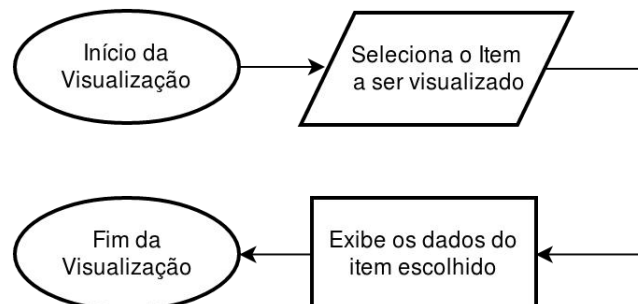 Início da
Visualização
Seleciona o Item
a ser visualizado
Fim da
Visualização
Exibe os dados do
item escolhido